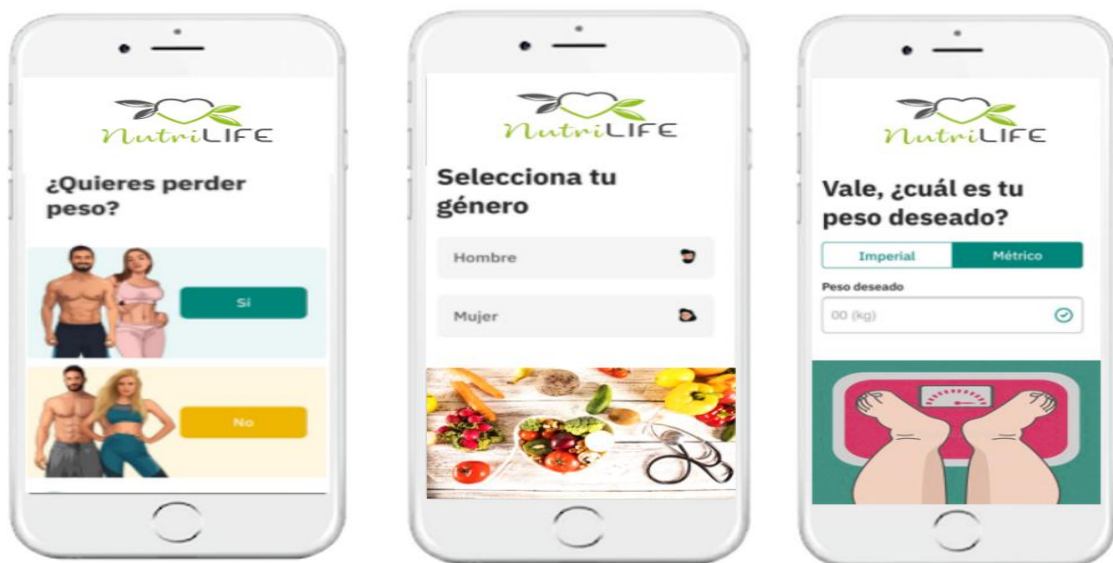 NutriLIFE
¿Quieres perder
peso?
Sí
No
NutriLIFE
Selecciona tu
género
Hombre
Mujer
NutriLIFE
Vale, ¿cuál es tu
peso deseado?
Imperial
Métrico
Peso deseado
00 (kg)